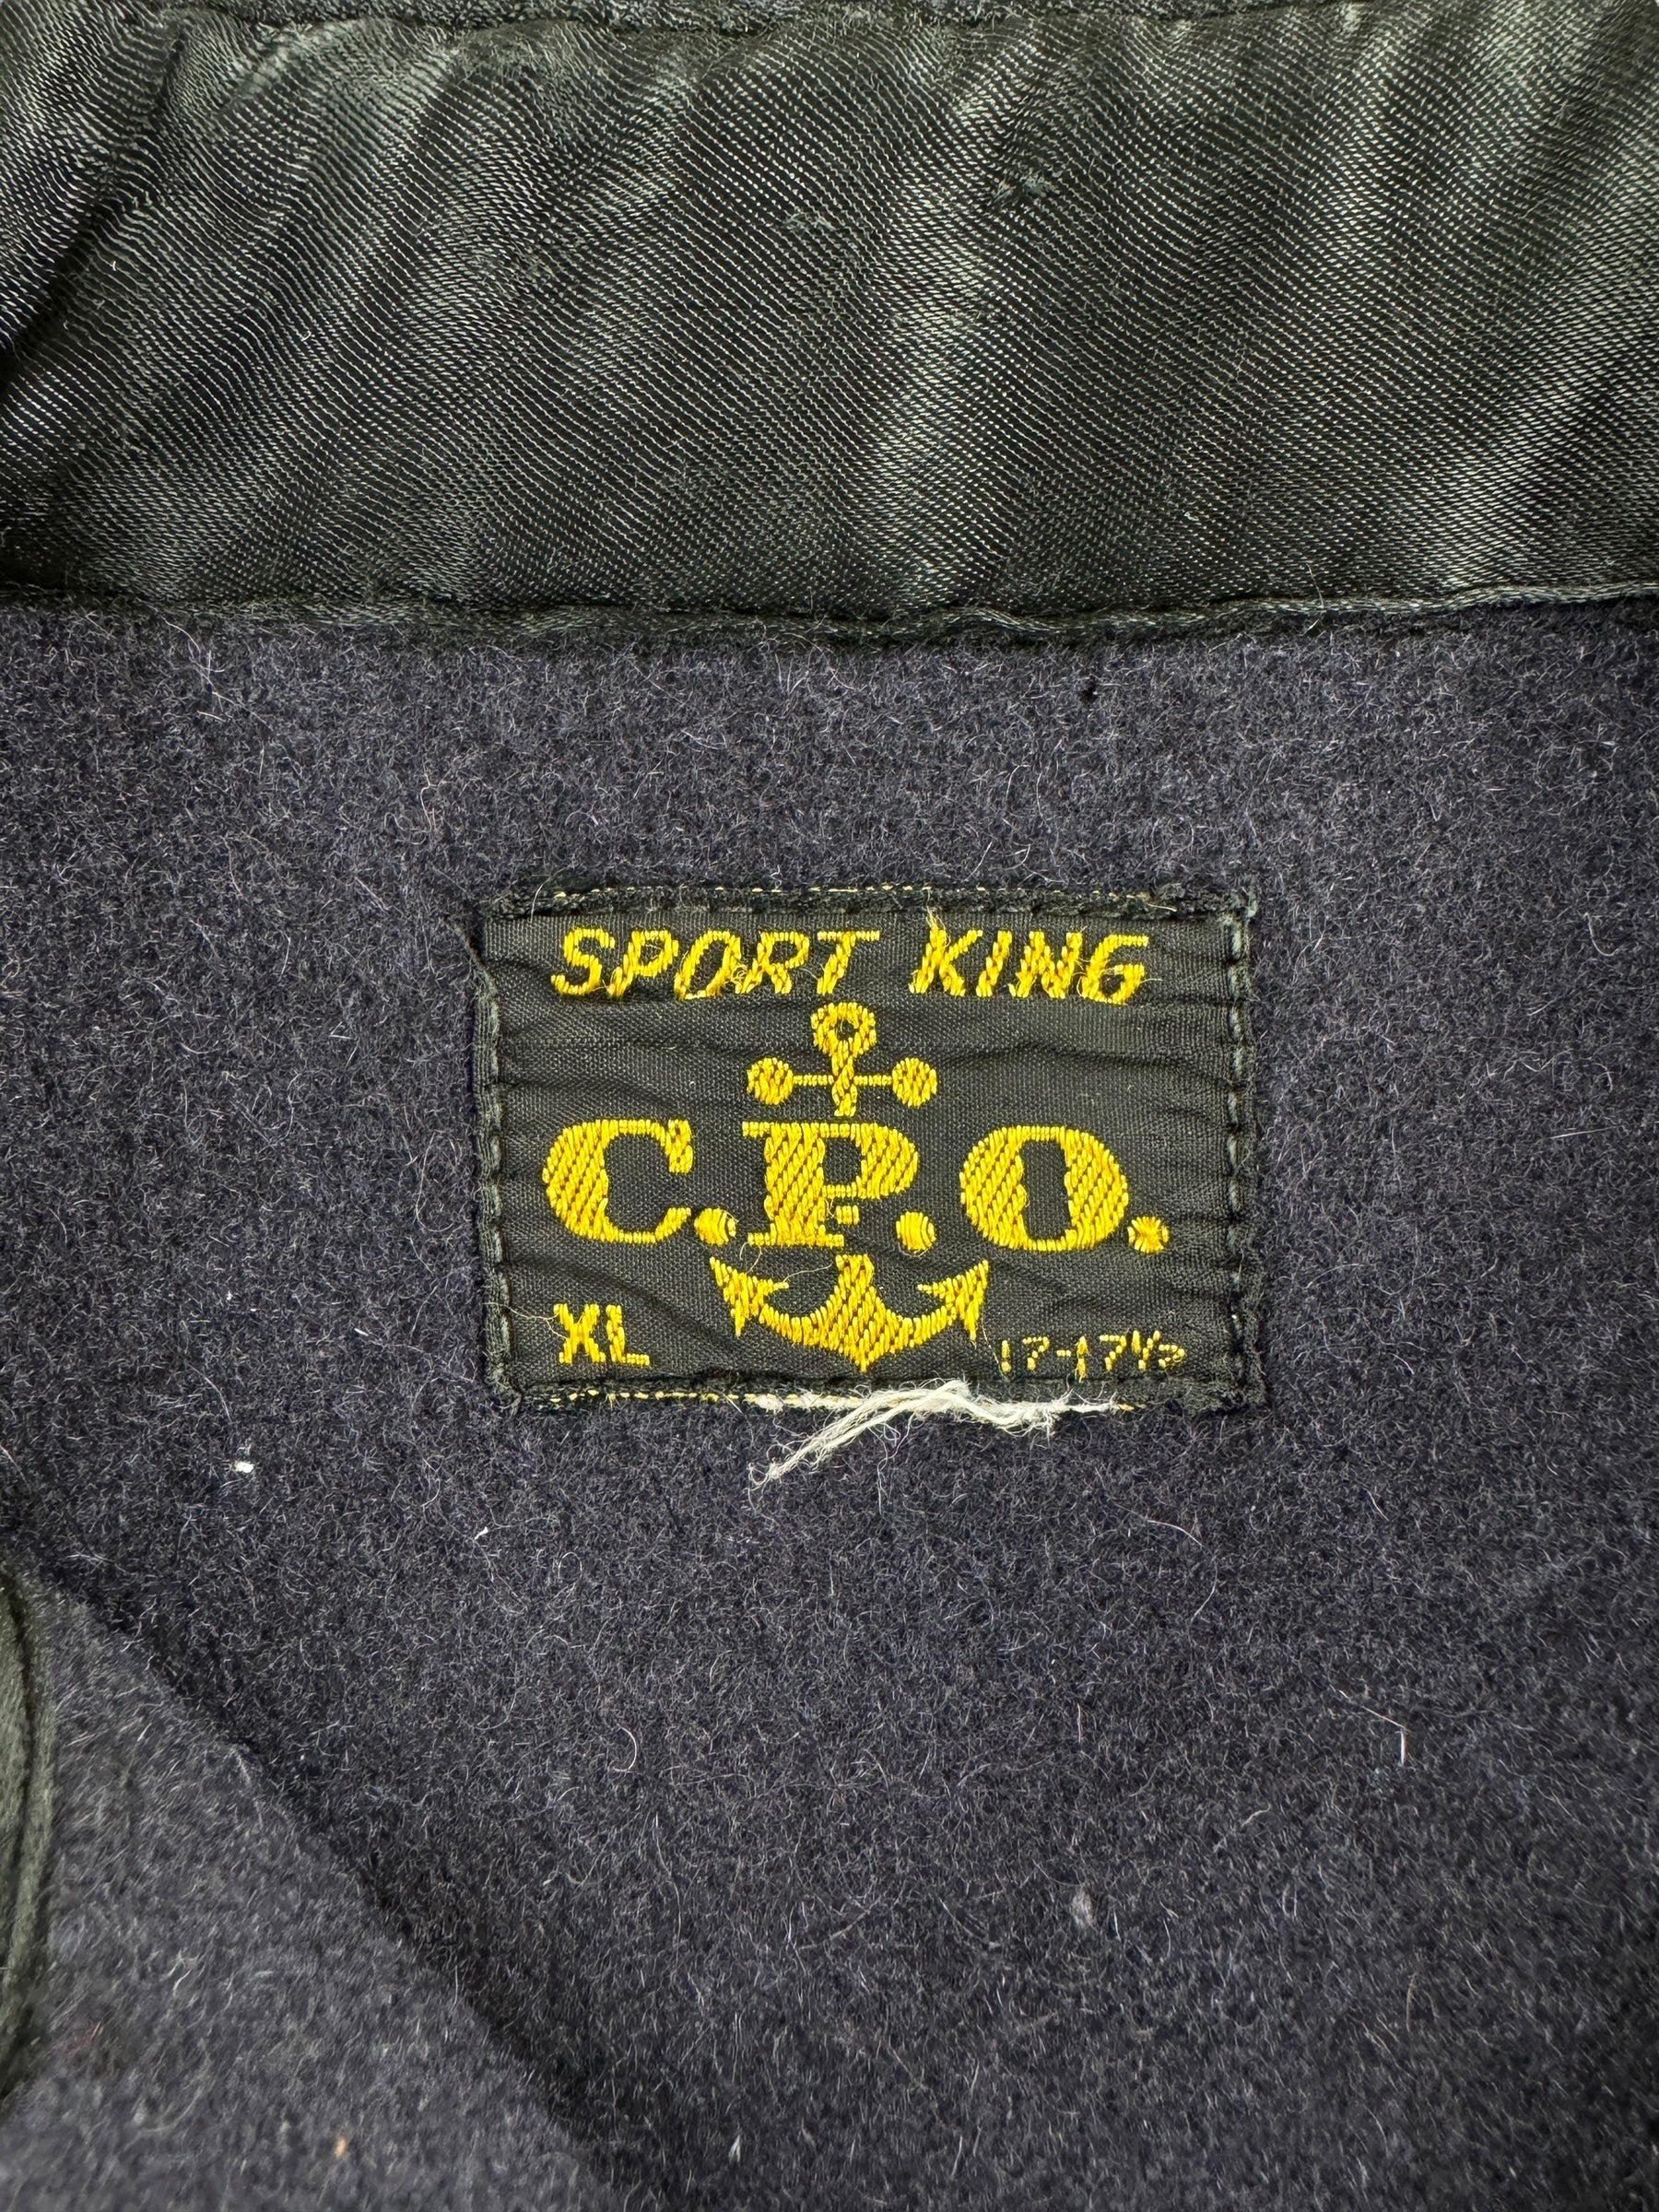 SPORT KING
C.P.O.
XL 17-17½